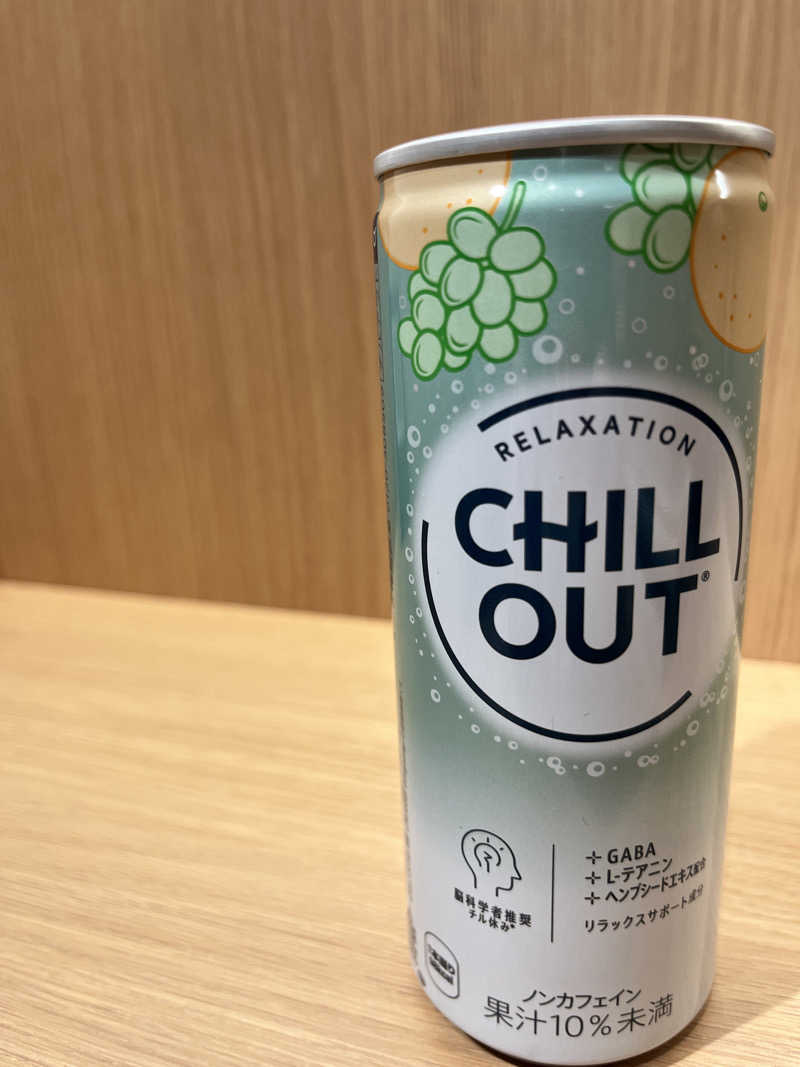 RELAXATION
CHILL
OUT®
GABA
L-テアニン
ヘンプシードエキス配合
リラックスサポート成分
脳科学者推奨
チル休み*
ノンカフェイン
果汁10%未満